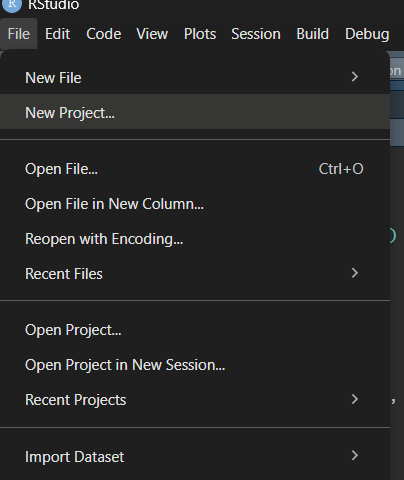 R RStudio
File Edit Code View Plots Session Build Debug
New File
on
New Project...
Open File... Ctrl+O
Open File in New Column...
Reopen with Encoding...
)
Recent Files
Open Project...
Open Project in New Session...
Recent Projects
,
Import Dataset